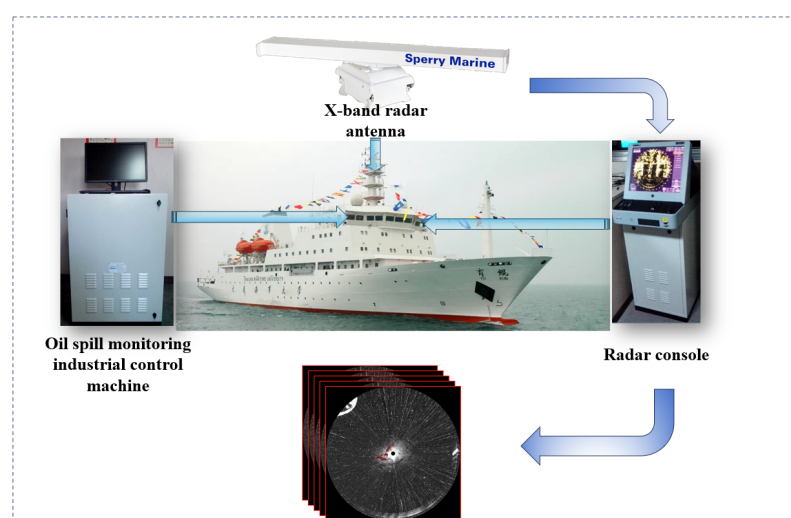 Sperry Marine
X-band radar
antenna
Oil spill monitoring
industrial control
machine
Radar console